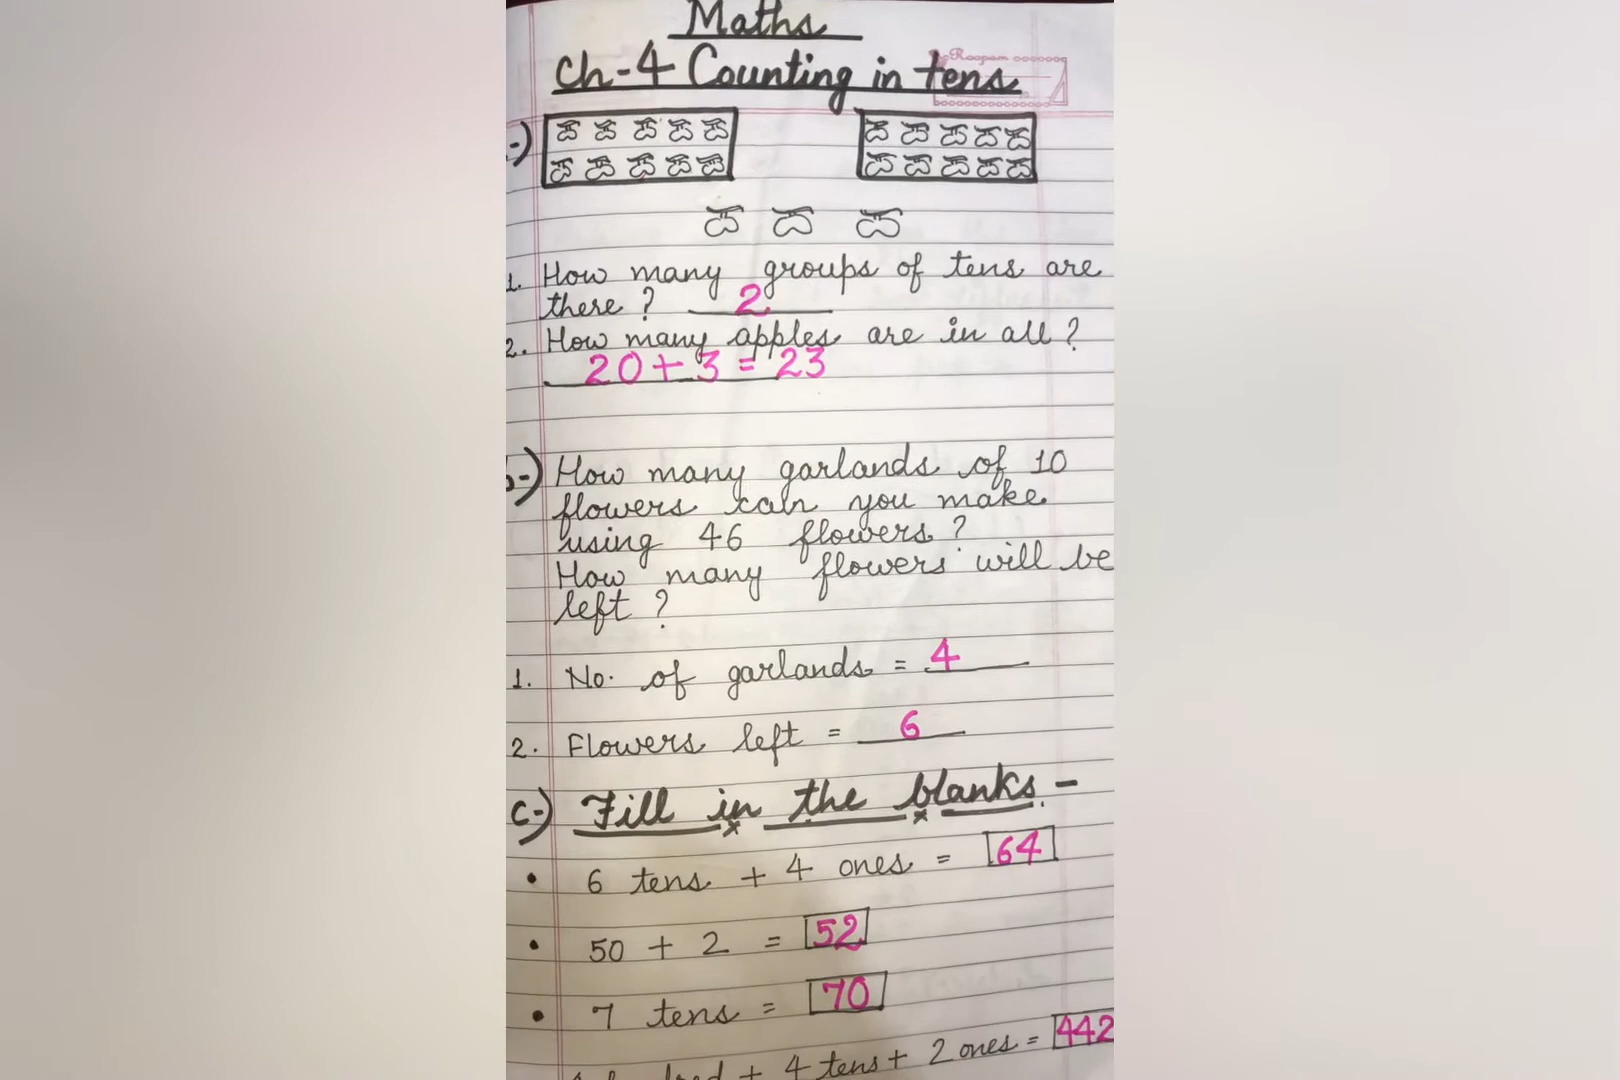 Maths
Roopam
Ch-4 Counting in tens
1. How many groups of tens are
there ? 2
2. How many apples are in all ?
20 + 3 = 23
b-) How many garlands of 10
flowers can you make
using 46 flowers ?
How many flowers will be
left ?
1. No. of garlands = 4
2. Flowers left = 6
C-) Fill in the blanks -
• 6 tens + 4 ones = 64
• 50 + 2 = 52
• 7 tens = 70
+ 4 tens + 2 ones = 442